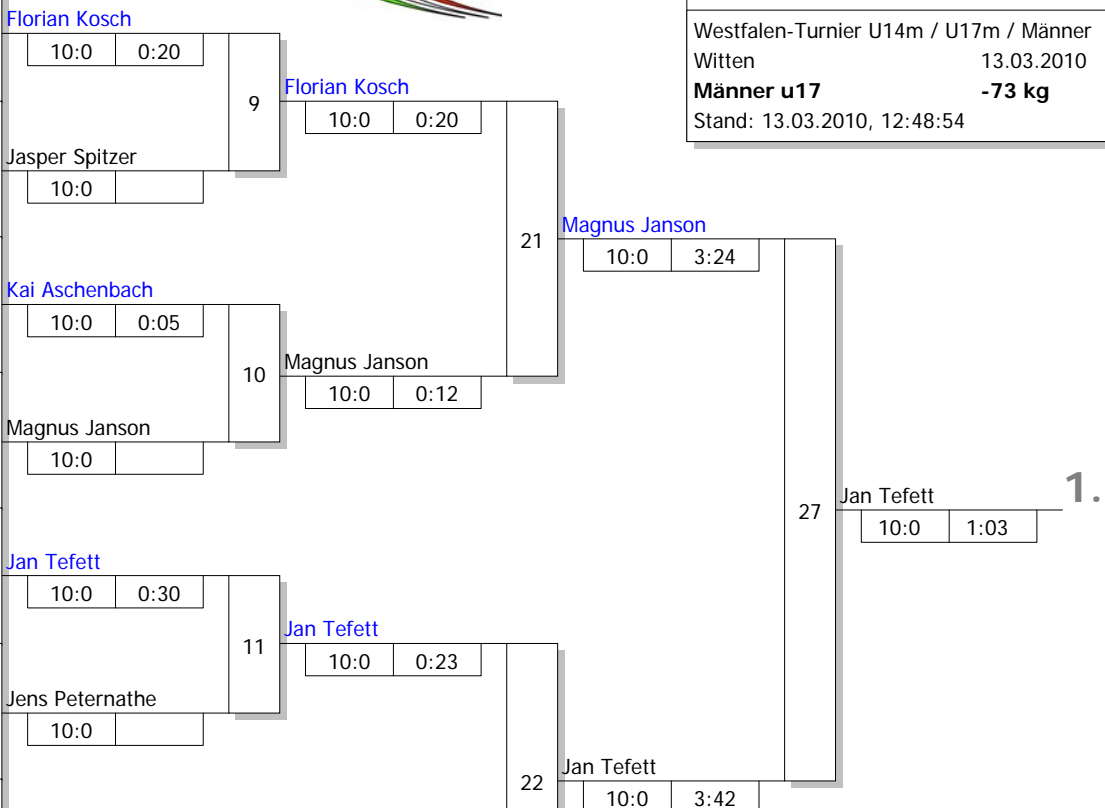 Westfalen-Turnier U14m / U17m / Männer
Witten 13.03.2010
Männer u17 -73 kg
Stand: 13.03.2010, 12:48:54
Florian Kosch
10:0 0:20
9
Jasper Spitzer
10:0
Kai Aschenbach
10:0 0:05
10
Magnus Janson
10:0
Jan Tefett
10:0 0:30
11
Jens Peternathe
10:0
Florian Kosch
10:0 0:20
21
Magnus Janson
10:0 0:12
Jan Tefett
10:0 0:23
22
Magnus Janson
10:0 3:24
27
Jan Tefett
10:0 3:42
Jan Tefett
10:0 1:03
1.